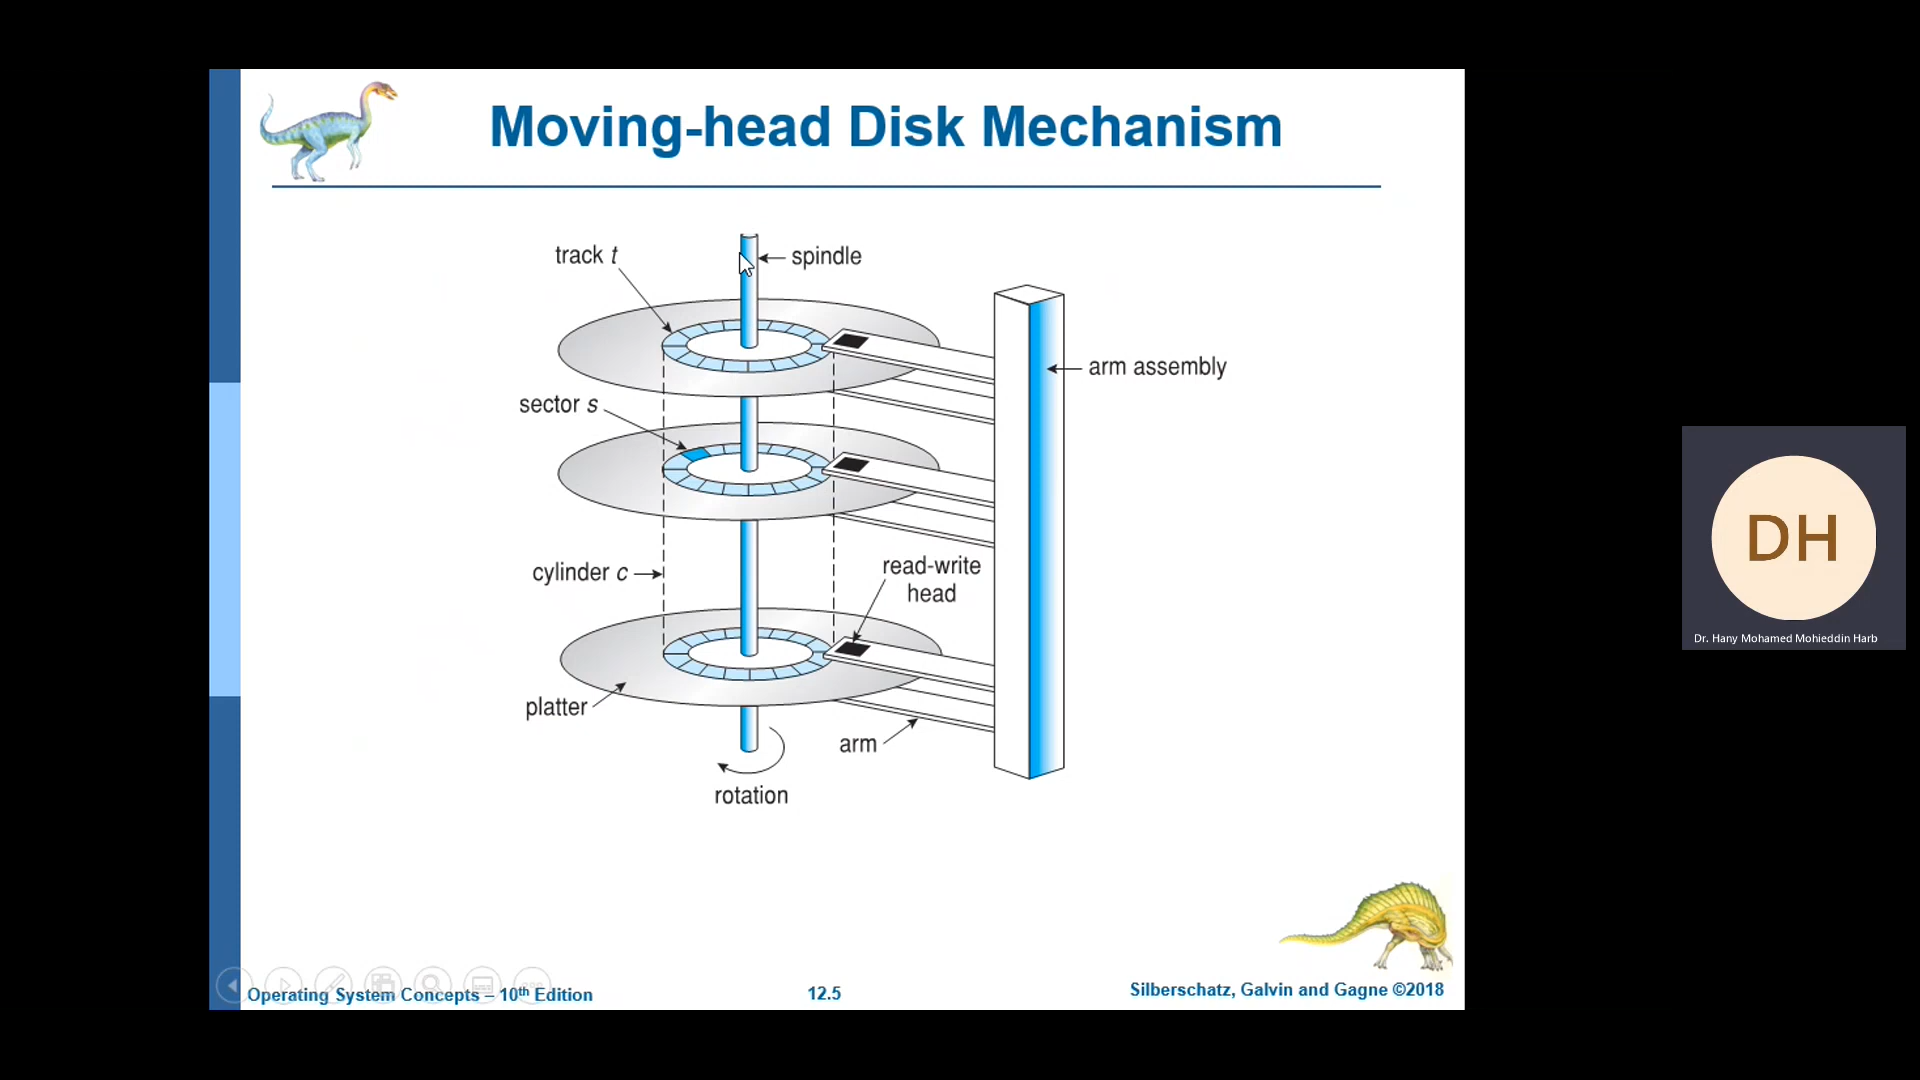 Moving-head Disk Mechanism
track t
spindle
arm assembly
sector s
cylinder c
read-write
head
platter
arm
rotation
DH
Dr. Hany Mohamed Mohieddin Harb
Operating System Concepts – 10th Edition
12.5
Silberschatz, Galvin and Gagne ©2018